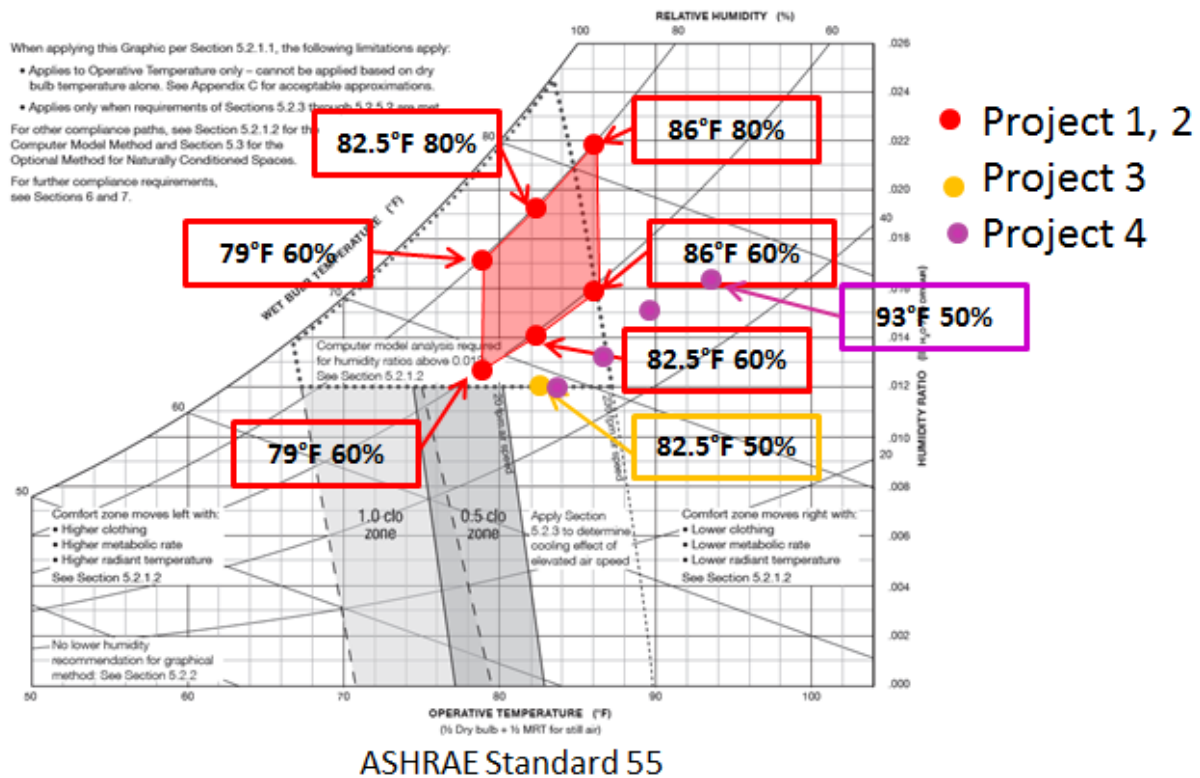 RELATIVE HUMIDITY (%)
100
80
60
When applying this Graphic per Section 5.2.1.1, the following limitations apply:
• Applies to Operative Temperature only – cannot be applied based on dry
bulb temperature alone. See Appendix C for acceptable approximations.
• Applies only when requirements of Sections 5.2.3 through 5.2.5.2 are met
For other compliance paths, see Section 5.2.1.2 for the
Computer Model Method and Section 5.3 for the
Optional Method for Naturally Conditioned Spaces.
For further compliance requirements,
see Sections 6 and 7.
82.5°F 80%
86°F 80%
79°F 60%
86°F 60%
93°F 50%
82.5°F 60%
79°F 60%
82.5°F 50%
Project 1, 2
Project 3
Project 4
WET BULB TEMPERATURE (°F)
50
60
70
80
40
20
.026
.024
.022
.020
.018
.016
.014
.012
.010
.008
.006
.004
.002
.000
HUMIDITY RATIO
Computer model analysis required
for humidity ratios above 0.01
See Section 5.2.1.2
1.0 clo
zone
0.5 clo
zone
air speed
air speed
Comfort zone moves left with:
• Higher clothing
• Higher metabolic rate
• Higher radiant temperature
See Section 5.2.1.2
Apply Section
5.2.3 to determine
cooling effect of
elevated air speed
Comfort zone moves right with:
• Lower clothing
• Lower metabolic rate
• Lower radiant temperature
See Section 5.2.1.2
No lower humidity
recommendation for graphical
method: See Section 5.2.2
50
60
70
80
90
100
OPERATIVE TEMPERATURE (°F)
(½ Dry bulb + ½ MRT for still air)
ASHRAE Standard 55